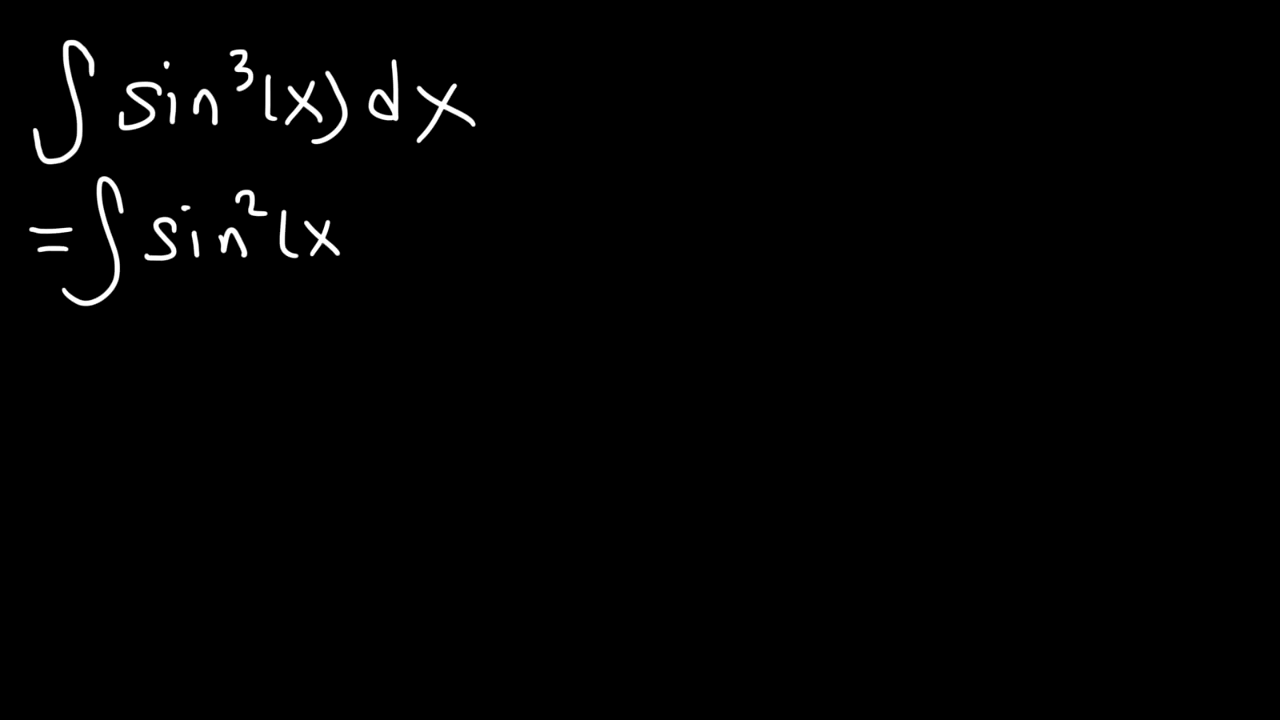 ∫ sin³(x) dx
= ∫ sin²(x